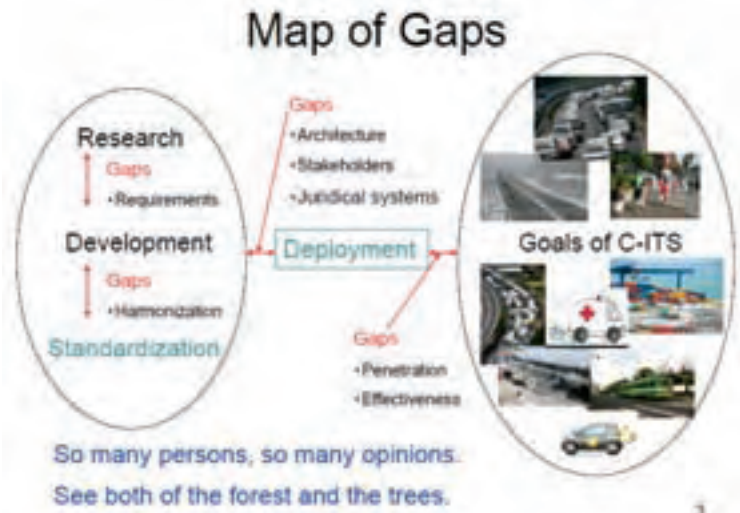 Map of Gaps
Research
Gaps
•Requirements
Development
Gaps
•Harmonization
Standardization
Gaps
•Architecture
•Stakeholders
•Juridical systems
Deployment
Gaps
•Penetration
•Effectiveness
Goals of C-ITS
So many persons, so many opinions.
See both of the forest and the trees.